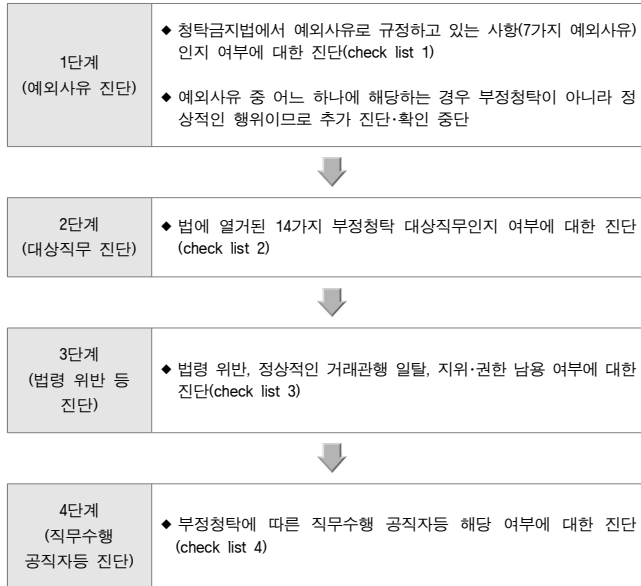 1단계
(예외사유 진단)
◆ 청탁금지법에서 예외사유로 규정하고 있는 사항(7가지 예외사유)
인지 여부에 대한 진단(check list 1)
◆ 예외사유 중 어느 하나에 해당하는 경우 부정청탁이 아니라 정
상적인 행위이므로 추가 진단·확인 중단
2단계
(대상직무 진단)
◆ 법에 열거된 14가지 부정청탁 대상직무인지 여부에 대한 진단
(check list 2)
3단계
(법령 위반 등
진단)
◆ 법령 위반, 정상적인 거래관행 일탈, 지위·권한 남용 여부에 대한
진단(check list 3)
4단계
(직무수행
공직자등 진단)
◆ 부정청탁에 따른 직무수행 공직자등 해당 여부에 대한 진단
(check list 4)